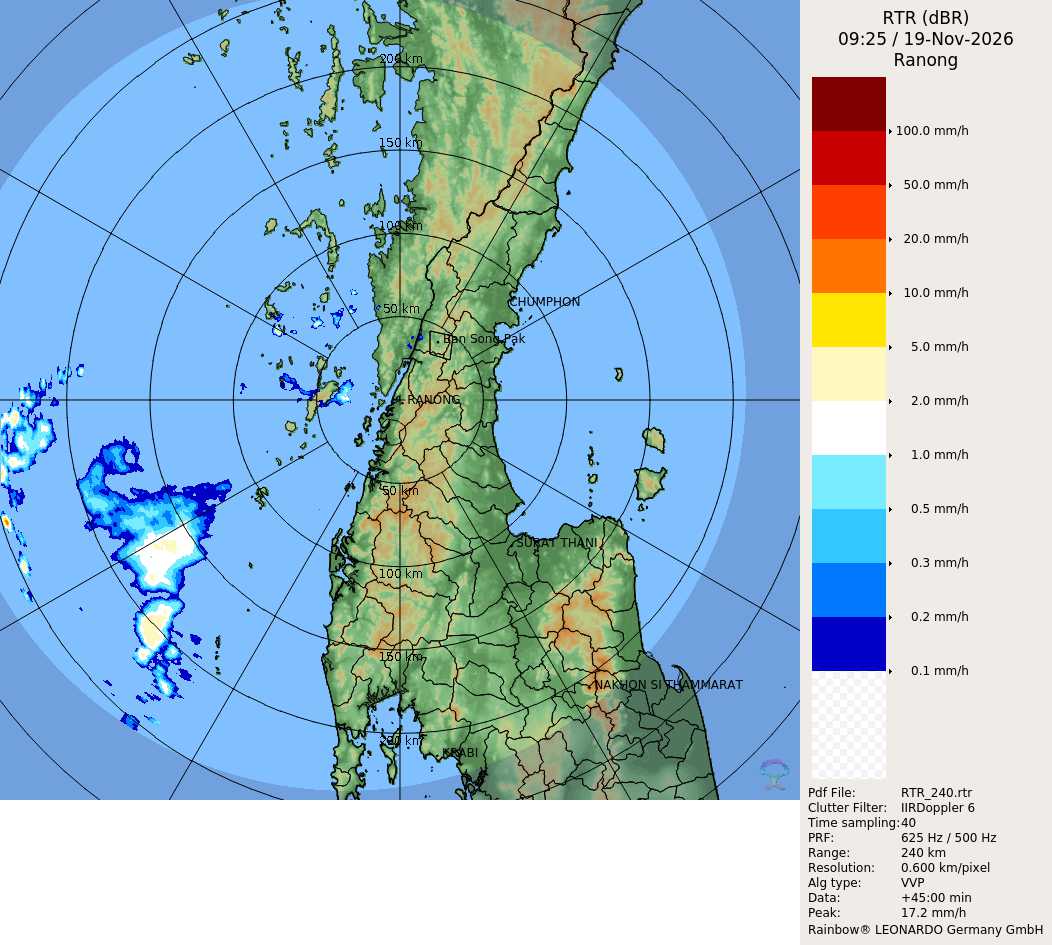 RTR (dBR)
09:25 / 19-Nov-2026
Ranong
100.0 mm/h
50.0 mm/h
20.0 mm/h
10.0 mm/h
5.0 mm/h
2.0 mm/h
1.0 mm/h
0.5 mm/h
0.3 mm/h
0.2 mm/h
0.1 mm/h
Pdf File: RTR_240.rtr
Clutter Filter: IIRDoppler 6
Time sampling: 40
PRF: 625 Hz / 500 Hz
Range: 240 km
Resolution: 0.600 km/pixel
Alg type: VVP
Data: +45:00 min
Peak: 17.2 mm/h
Rainbow® LEONARDO Germany GmbH
200 km
150 km
100 km
CHUMPHON
50 km
Ban Song Pak
RANONG
50 km
SURAT THANI
100 km
150 km
NAKHON SI THAMMARAT
200 km
KRABI